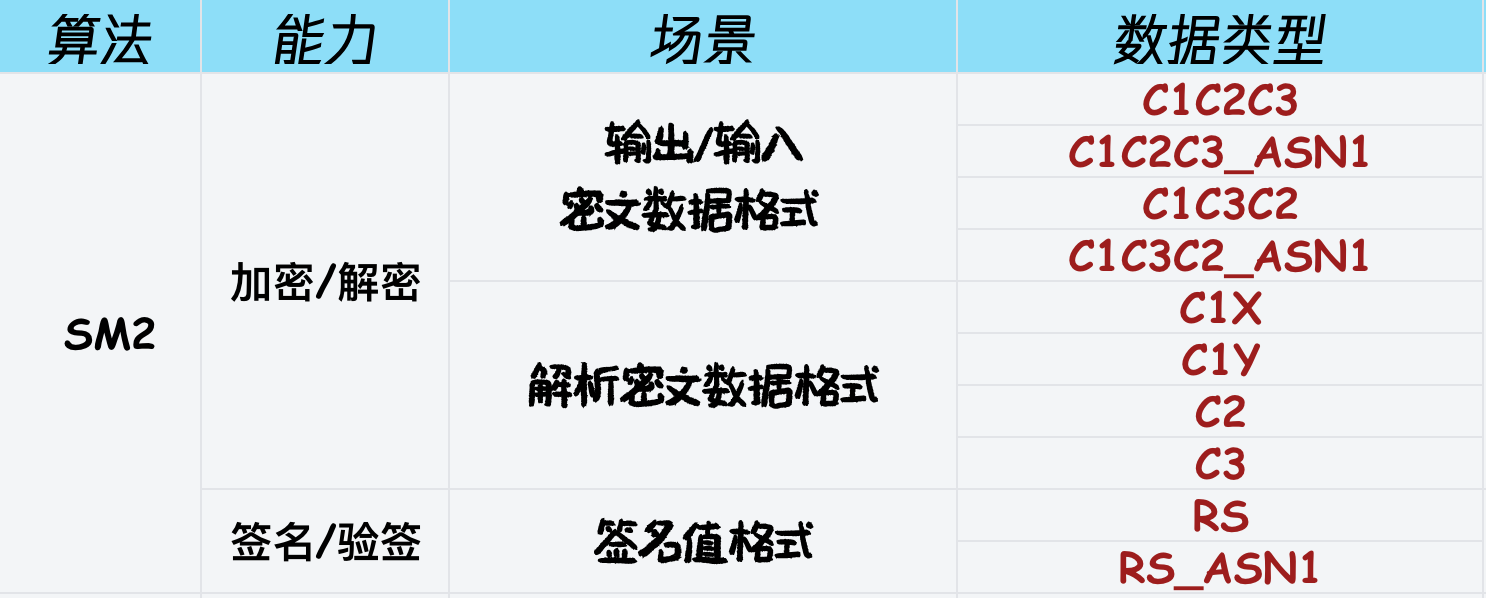 算法 能力 场景 数据类型
C1C2C3
输出/输入
C1C2C3_ASN1
密文数据格式
C1C3C2
C1C3C2_ASN1
加密/解密
C1X
SM2
C1Y
解析密文数据格式
C2
C3
RS
签名/验签 签名值格式
RS_ASN1